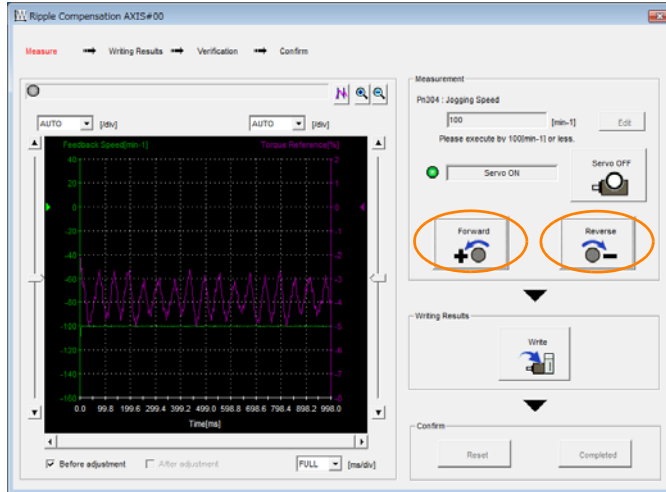 Ripple Compensation AXIS#00
Measure Writing Results Verification Confirm
AUTO [/div] AUTO [/div]
Feedback Speed[min-1] Torque Reference[%]
40 2
20 1
0 0
-20 -1
-40 -2
-60 -3
-80 -4
-100 -5
-120 -6
-140 -7
-160 -8
0.0 99.8 199.6 299.4 399.2 499.0 598.8 698.6 798.4 898.2 998.0
Time[ms]
Before adjustment After adjustment FULL [ms/div]
Measurement
Pn304 : Jogging Speed
100 [min-1] Edit
Please execute by 100[min-1] or less.
Servo ON
Servo OFF
Forward Reverse
Writing Results
Write
Confirm
Reset Completed